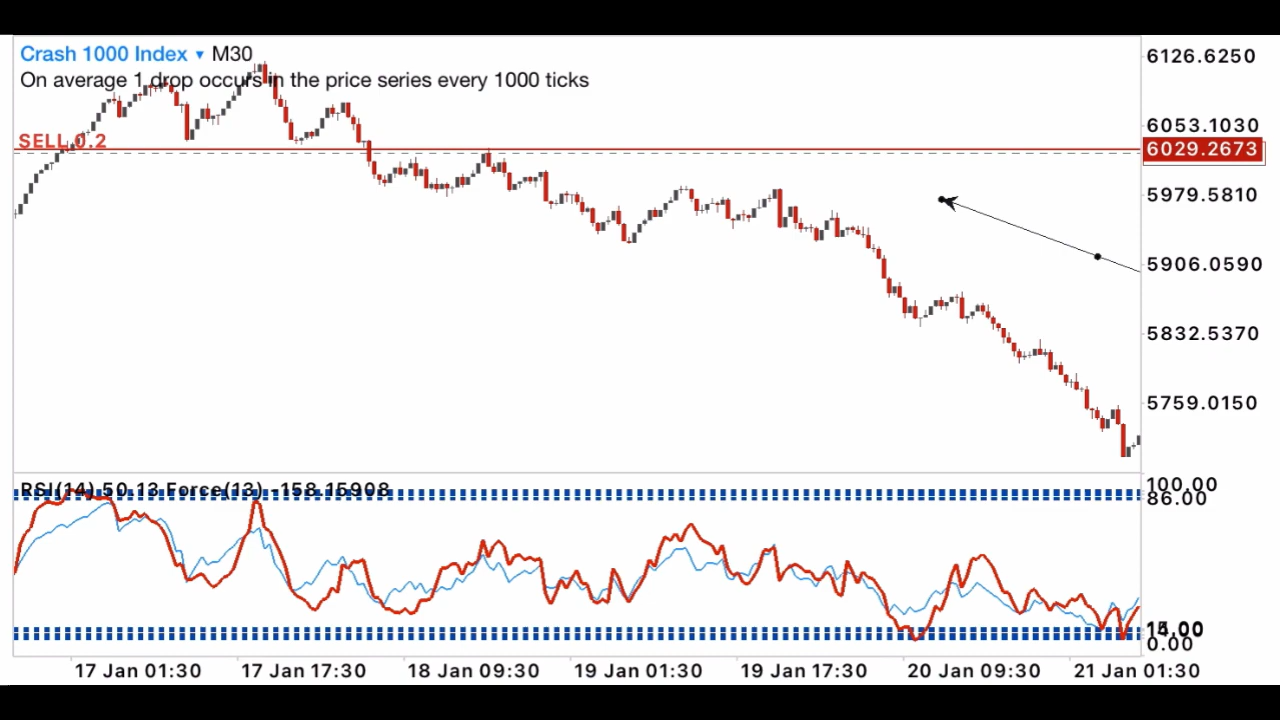 Crash 1000 Index ▾ M30
On average 1 drop occurs in the price series every 1000 ticks
SELL 0.2
6126.6250
6053.1030
6029.2673
5979.5810
5906.0590
5832.5370
5759.0150
RSI(14) 50.13 Force(13) -158.15908
100.00
86.00
0.00
17 Jan 01:30 17 Jan 17:30 18 Jan 09:30 19 Jan 01:30 19 Jan 17:30 20 Jan 09:30 21 Jan 01:30